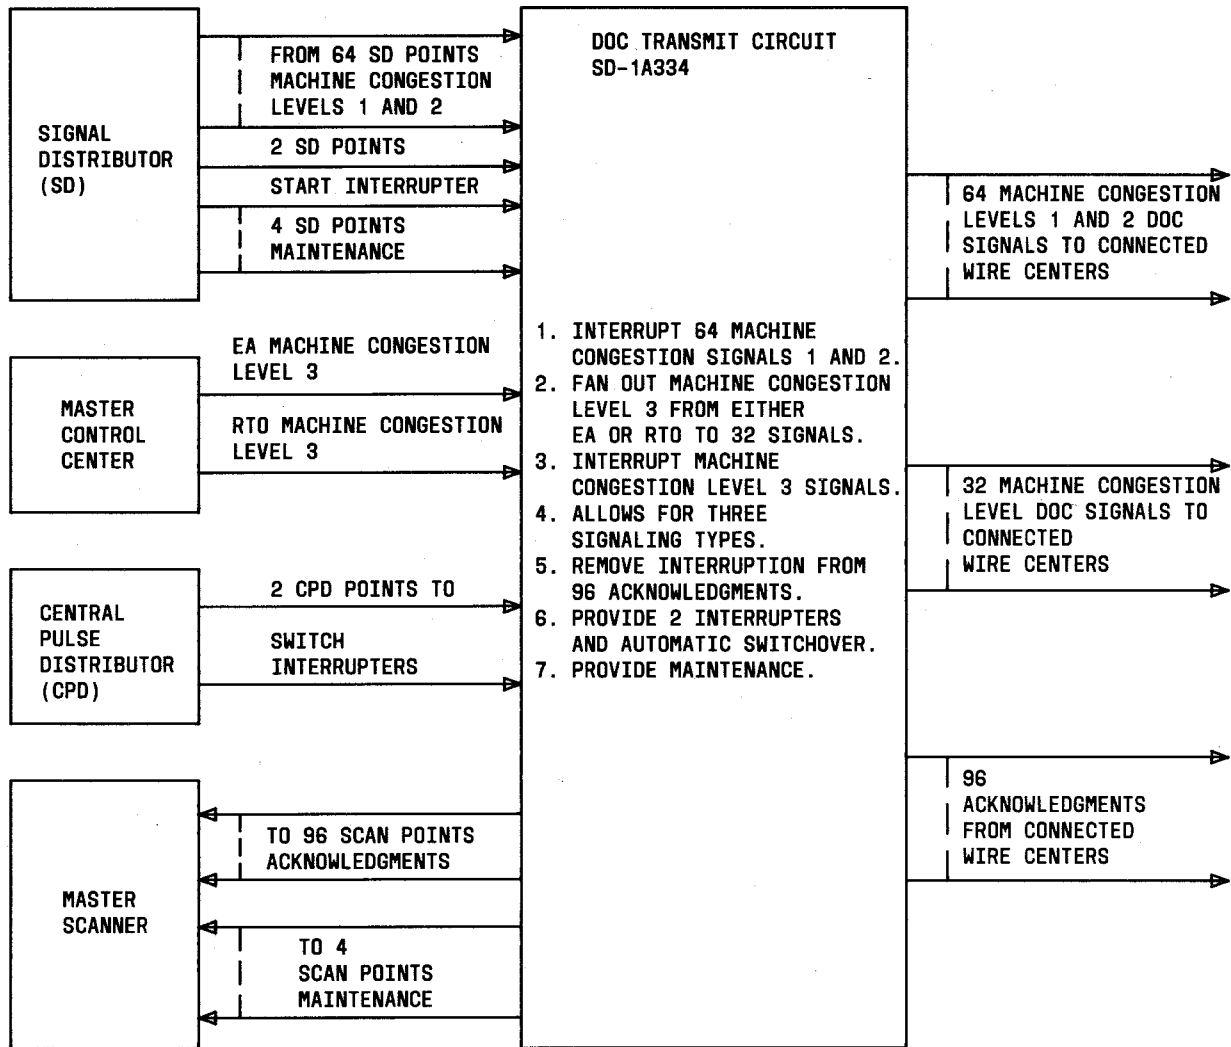 SIGNAL
DISTRIBUTOR
(SD)
FROM 64 SD POINTS
MACHINE CONGESTION
LEVELS 1 AND 2
2 SD POINTS
START INTERRUPTER
4 SD POINTS
MAINTENANCE
MASTER
CONTROL
CENTER
EA MACHINE CONGESTION
LEVEL 3
RTO MACHINE CONGESTION
LEVEL 3
CENTRAL
PULSE
DISTRIBUTOR
(CPD)
2 CPD POINTS TO
SWITCH
INTERRUPTERS
MASTER
SCANNER
TO 96 SCAN POINTS
ACKNOWLEDGMENTS
TO 4
SCAN POINTS
MAINTENANCE
DOC TRANSMIT CIRCUIT
SD-1A334
1. INTERRUPT 64 MACHINE
CONGESTION SIGNALS 1 AND 2.
2. FAN OUT MACHINE CONGESTION
LEVEL 3 FROM EITHER
EA OR RTO TO 32 SIGNALS.
3. INTERRUPT MACHINE
CONGESTION LEVEL 3 SIGNALS.
4. ALLOWS FOR THREE
SIGNALING TYPES.
5. REMOVE INTERRUPTION FROM
96 ACKNOWLEDGMENTS.
6. PROVIDE 2 INTERRUPTERS
AND AUTOMATIC SWITCHOVER.
7. PROVIDE MAINTENANCE.
64 MACHINE CONGESTION
LEVELS 1 AND 2 DOC
SIGNALS TO CONNECTED
WIRE CENTERS
32 MACHINE CONGESTION
LEVEL DOC SIGNALS TO
CONNECTED
WIRE CENTERS
96
ACKNOWLEDGMENTS
FROM CONNECTED
WIRE CENTERS